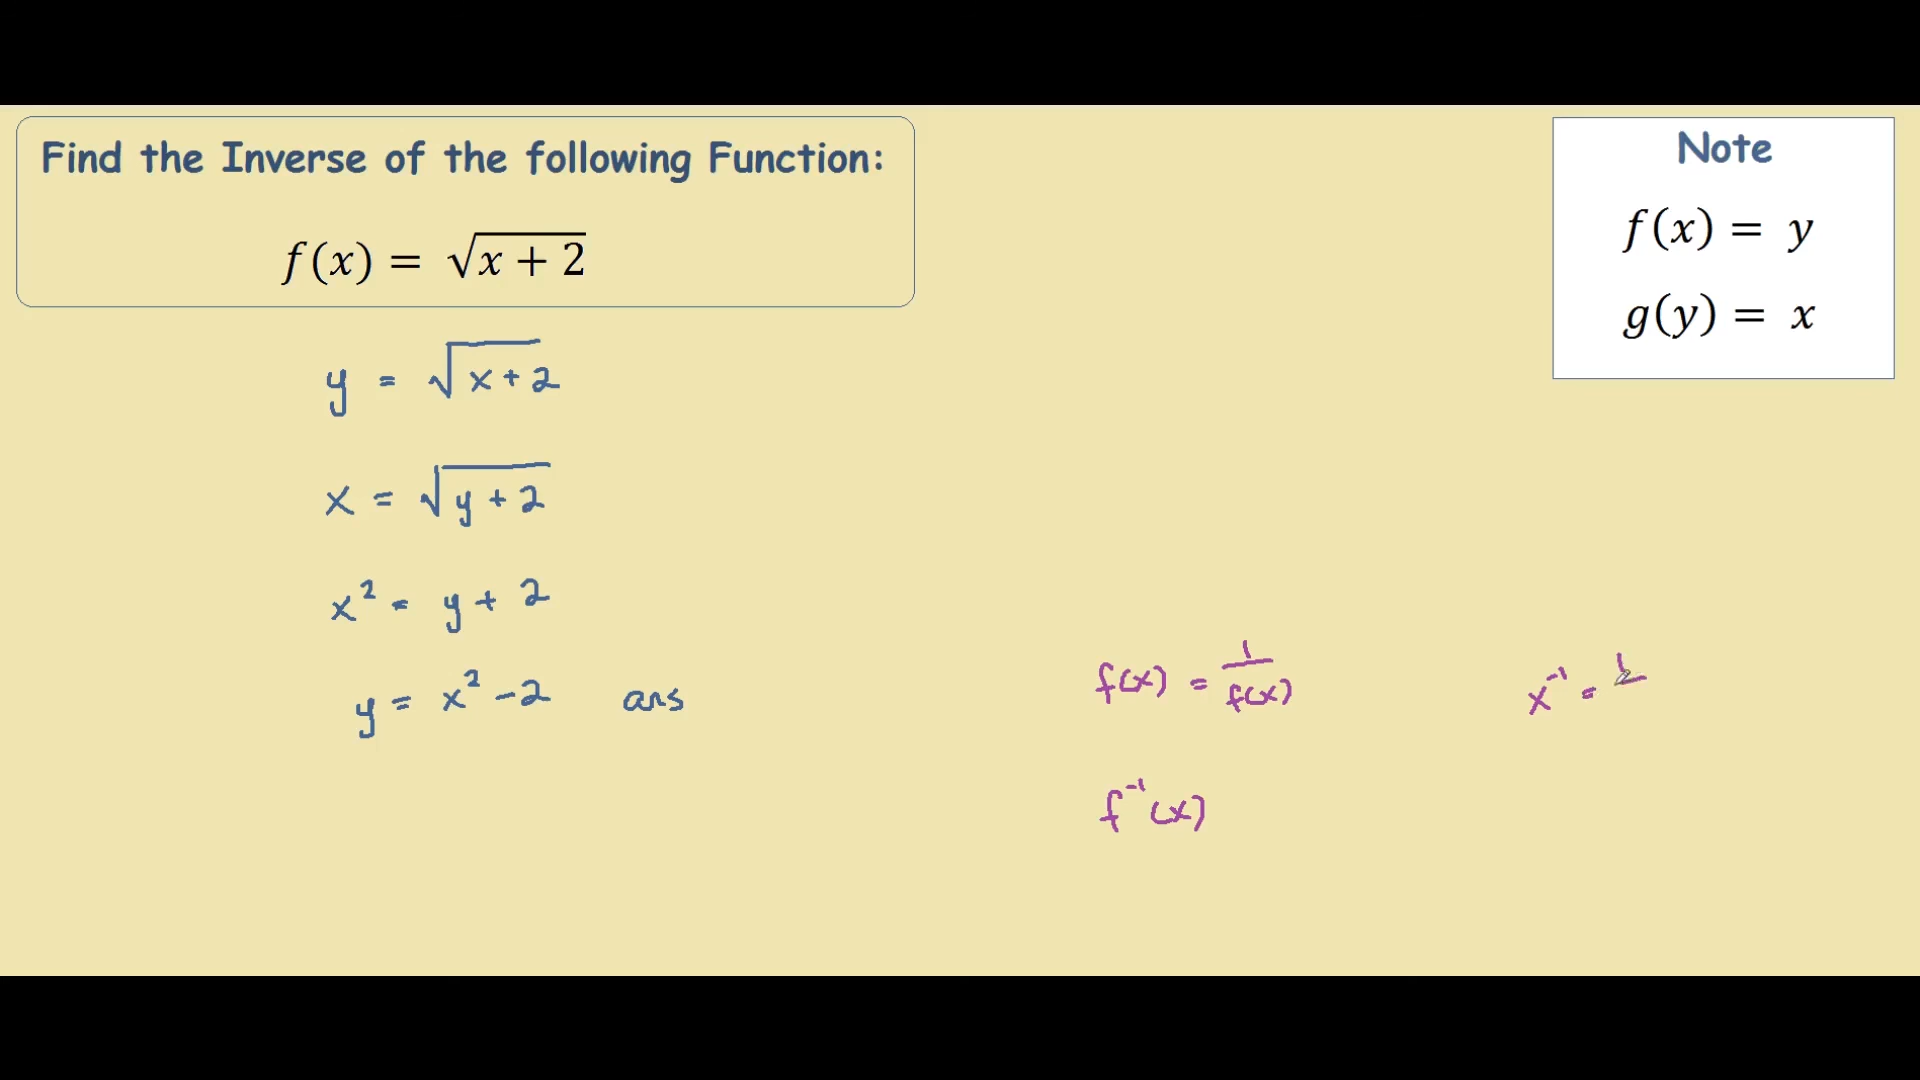 Find the Inverse of the following Function:
f(x) = √(x + 2)
Note
f(x) = y
g(y) = x
y = √(x + 2)
x = √(y + 2)
x² = y + 2
y = x² - 2 ans
f(x) = 1/f(x)
x⁻¹ = 1
f⁻¹(x)